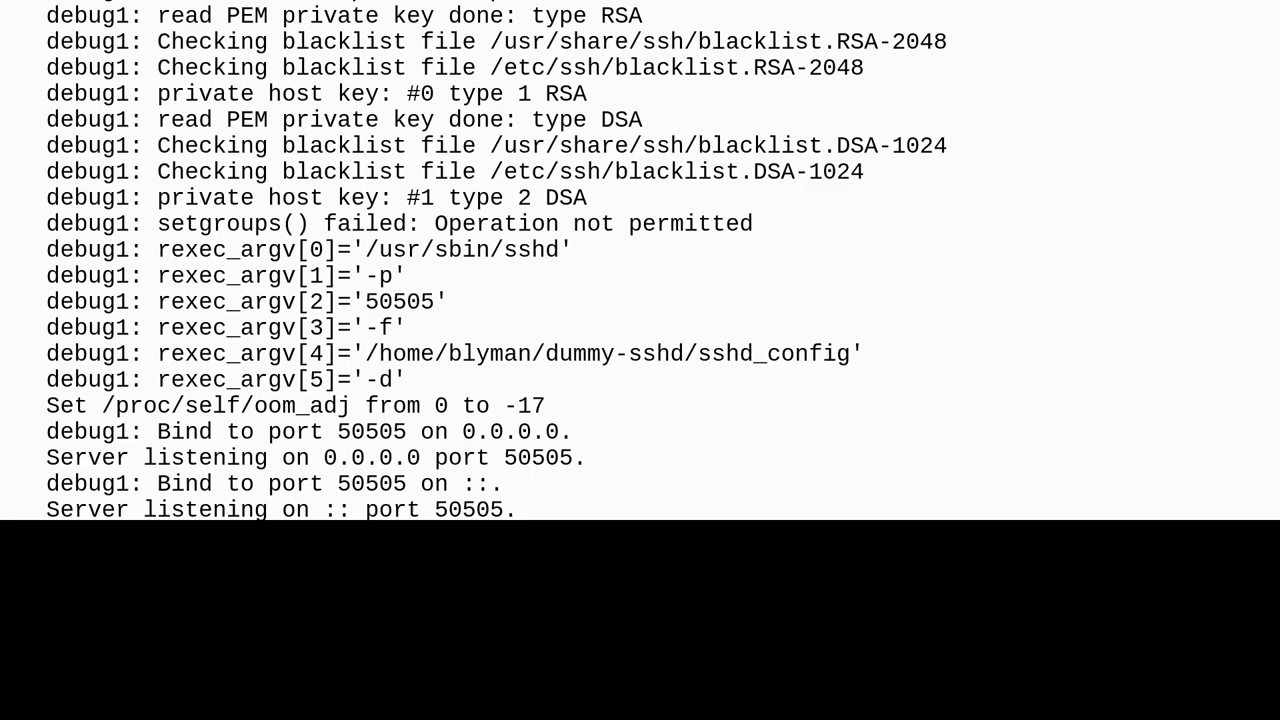 debug1: read PEM private key done: type RSA
debug1: Checking blacklist file /usr/share/ssh/blacklist.RSA-2048
debug1: Checking blacklist file /etc/ssh/blacklist.RSA-2048
debug1: private host key: #0 type 1 RSA
debug1: read PEM private key done: type DSA
debug1: Checking blacklist file /usr/share/ssh/blacklist.DSA-1024
debug1: Checking blacklist file /etc/ssh/blacklist.DSA-1024
debug1: private host key: #1 type 2 DSA
debug1: setgroups() failed: Operation not permitted
debug1: rexec_argv[0]='/usr/sbin/sshd'
debug1: rexec_argv[1]='-p'
debug1: rexec_argv[2]='50505'
debug1: rexec_argv[3]='-f'
debug1: rexec_argv[4]='/home/blyman/dummy-sshd/sshd_config'
debug1: rexec_argv[5]='-d'
Set /proc/self/oom_adj from 0 to -17
debug1: Bind to port 50505 on 0.0.0.0.
Server listening on 0.0.0.0 port 50505.
debug1: Bind to port 50505 on ::.
Server listening on :: port 50505.